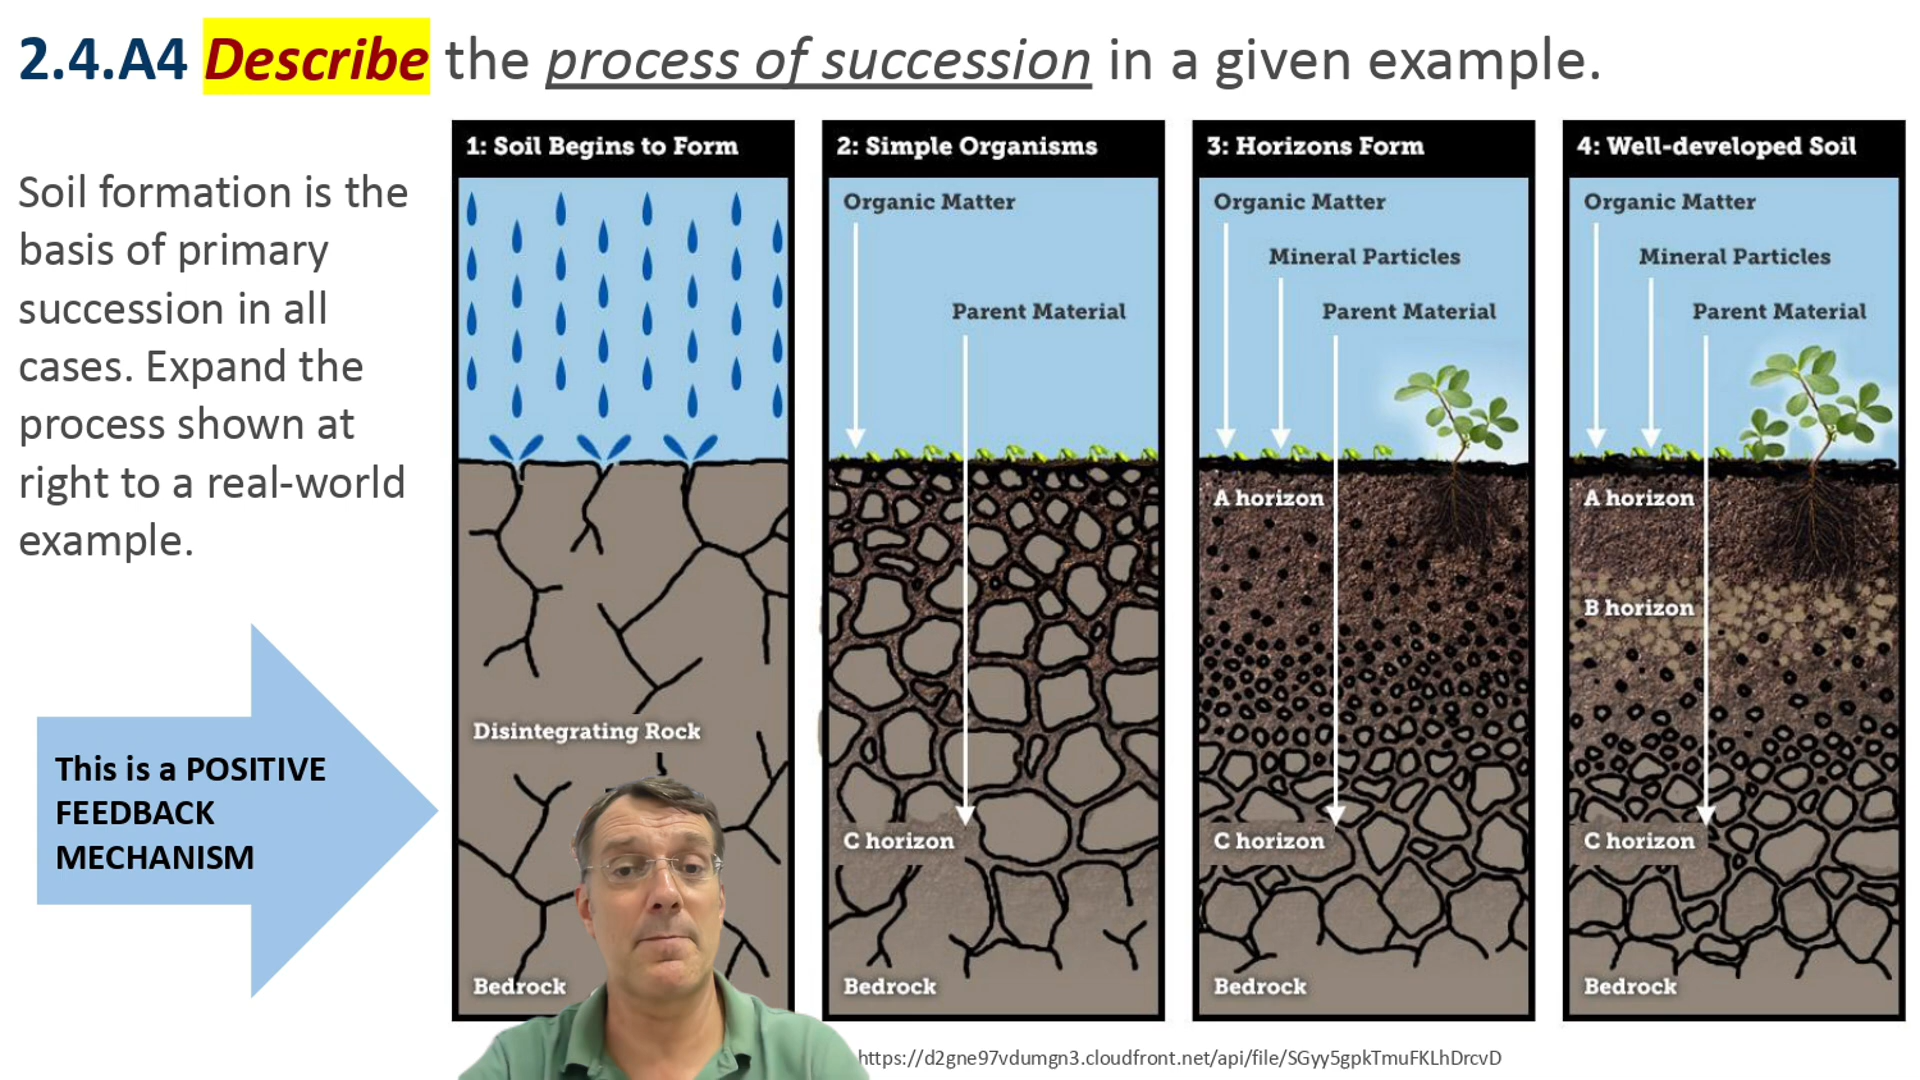 2.4.A4 Describe the process of succession in a given example.
Soil formation is the
basis of primary
succession in all
cases. Expand the
process shown at
right to a real-world
example.
This is a POSITIVE
FEEDBACK
MECHANISM
1: Soil Begins to Form
Disintegrating Rock
Bedrock
2: Simple Organisms
Organic Matter
Parent Material
C horizon
Bedrock
3: Horizons Form
Organic Matter
Mineral Particles
Parent Material
A horizon
C horizon
Bedrock
4: Well-developed Soil
Organic Matter
Mineral Particles
Parent Material
A horizon
B horizon
C horizon
Bedrock
https://d2gne97vdumgn3.cloudfront.net/api/file/SGyy5gpkTmuFKLhDrcvD